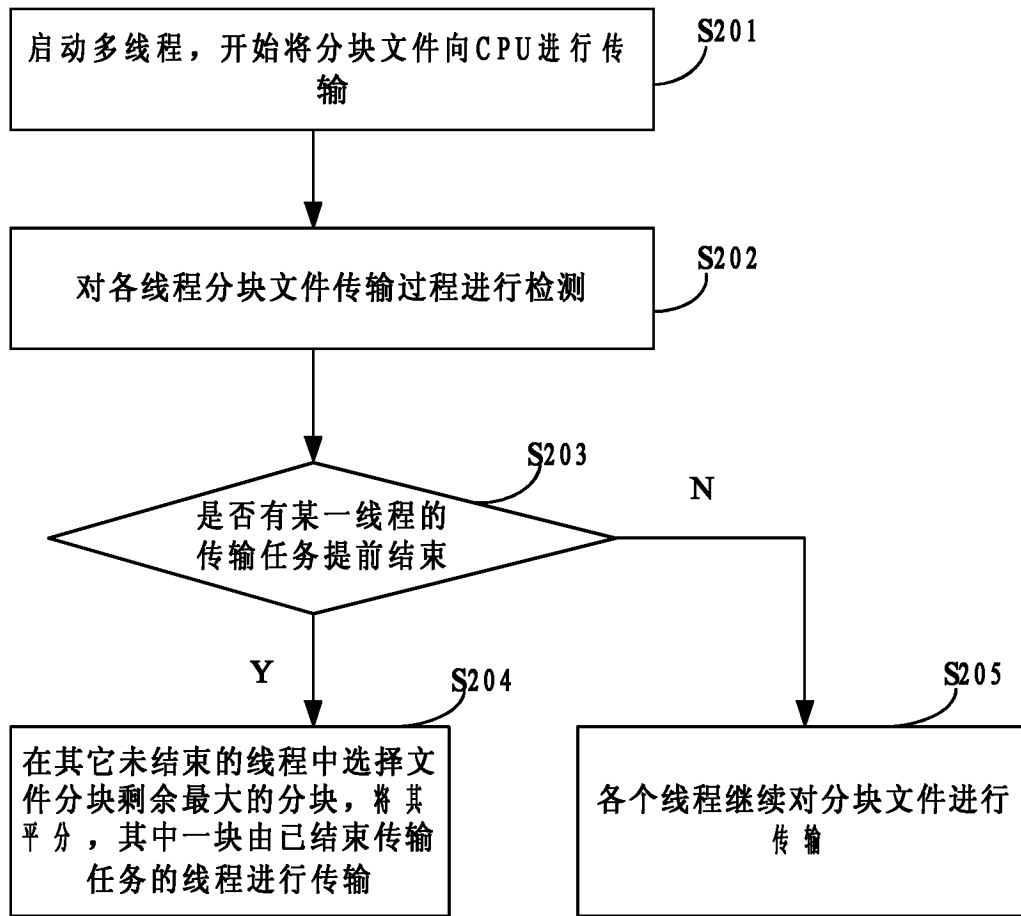 S201
启动多线程，开始将分块文件向CPU进行传
输
S202
对各线程分块文件传输过程进行检测
S203
是否有某一线程的
传输任务提前结束
N
Y
S204
在其它未结束的线程中选择文
件分块剩余最大的分块，将其
平分，其中一块由已结束传输
任务的线程进行传输
S205
各个线程继续对分块文件进行
传输